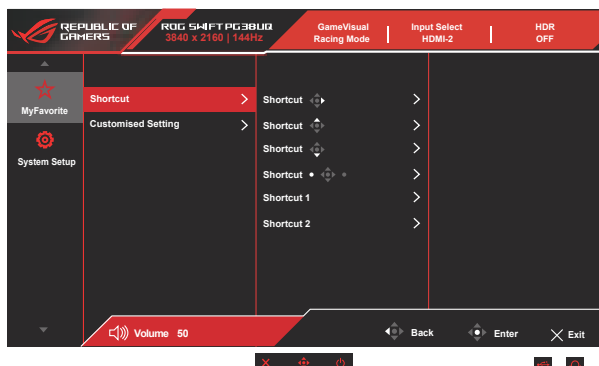 REPUBLIC OF
GAMERS
ROG SWIFT PG38UQ
3840 x 2160 | 144Hz
GameVisual
Racing Mode
Input Select
HDMI-2
HDR
OFF
MyFavorite
System Setup
Shortcut
Customised Setting
Shortcut
Shortcut
Shortcut
Shortcut
Shortcut 1
Shortcut 2
Volume 50
Back
Enter
Exit